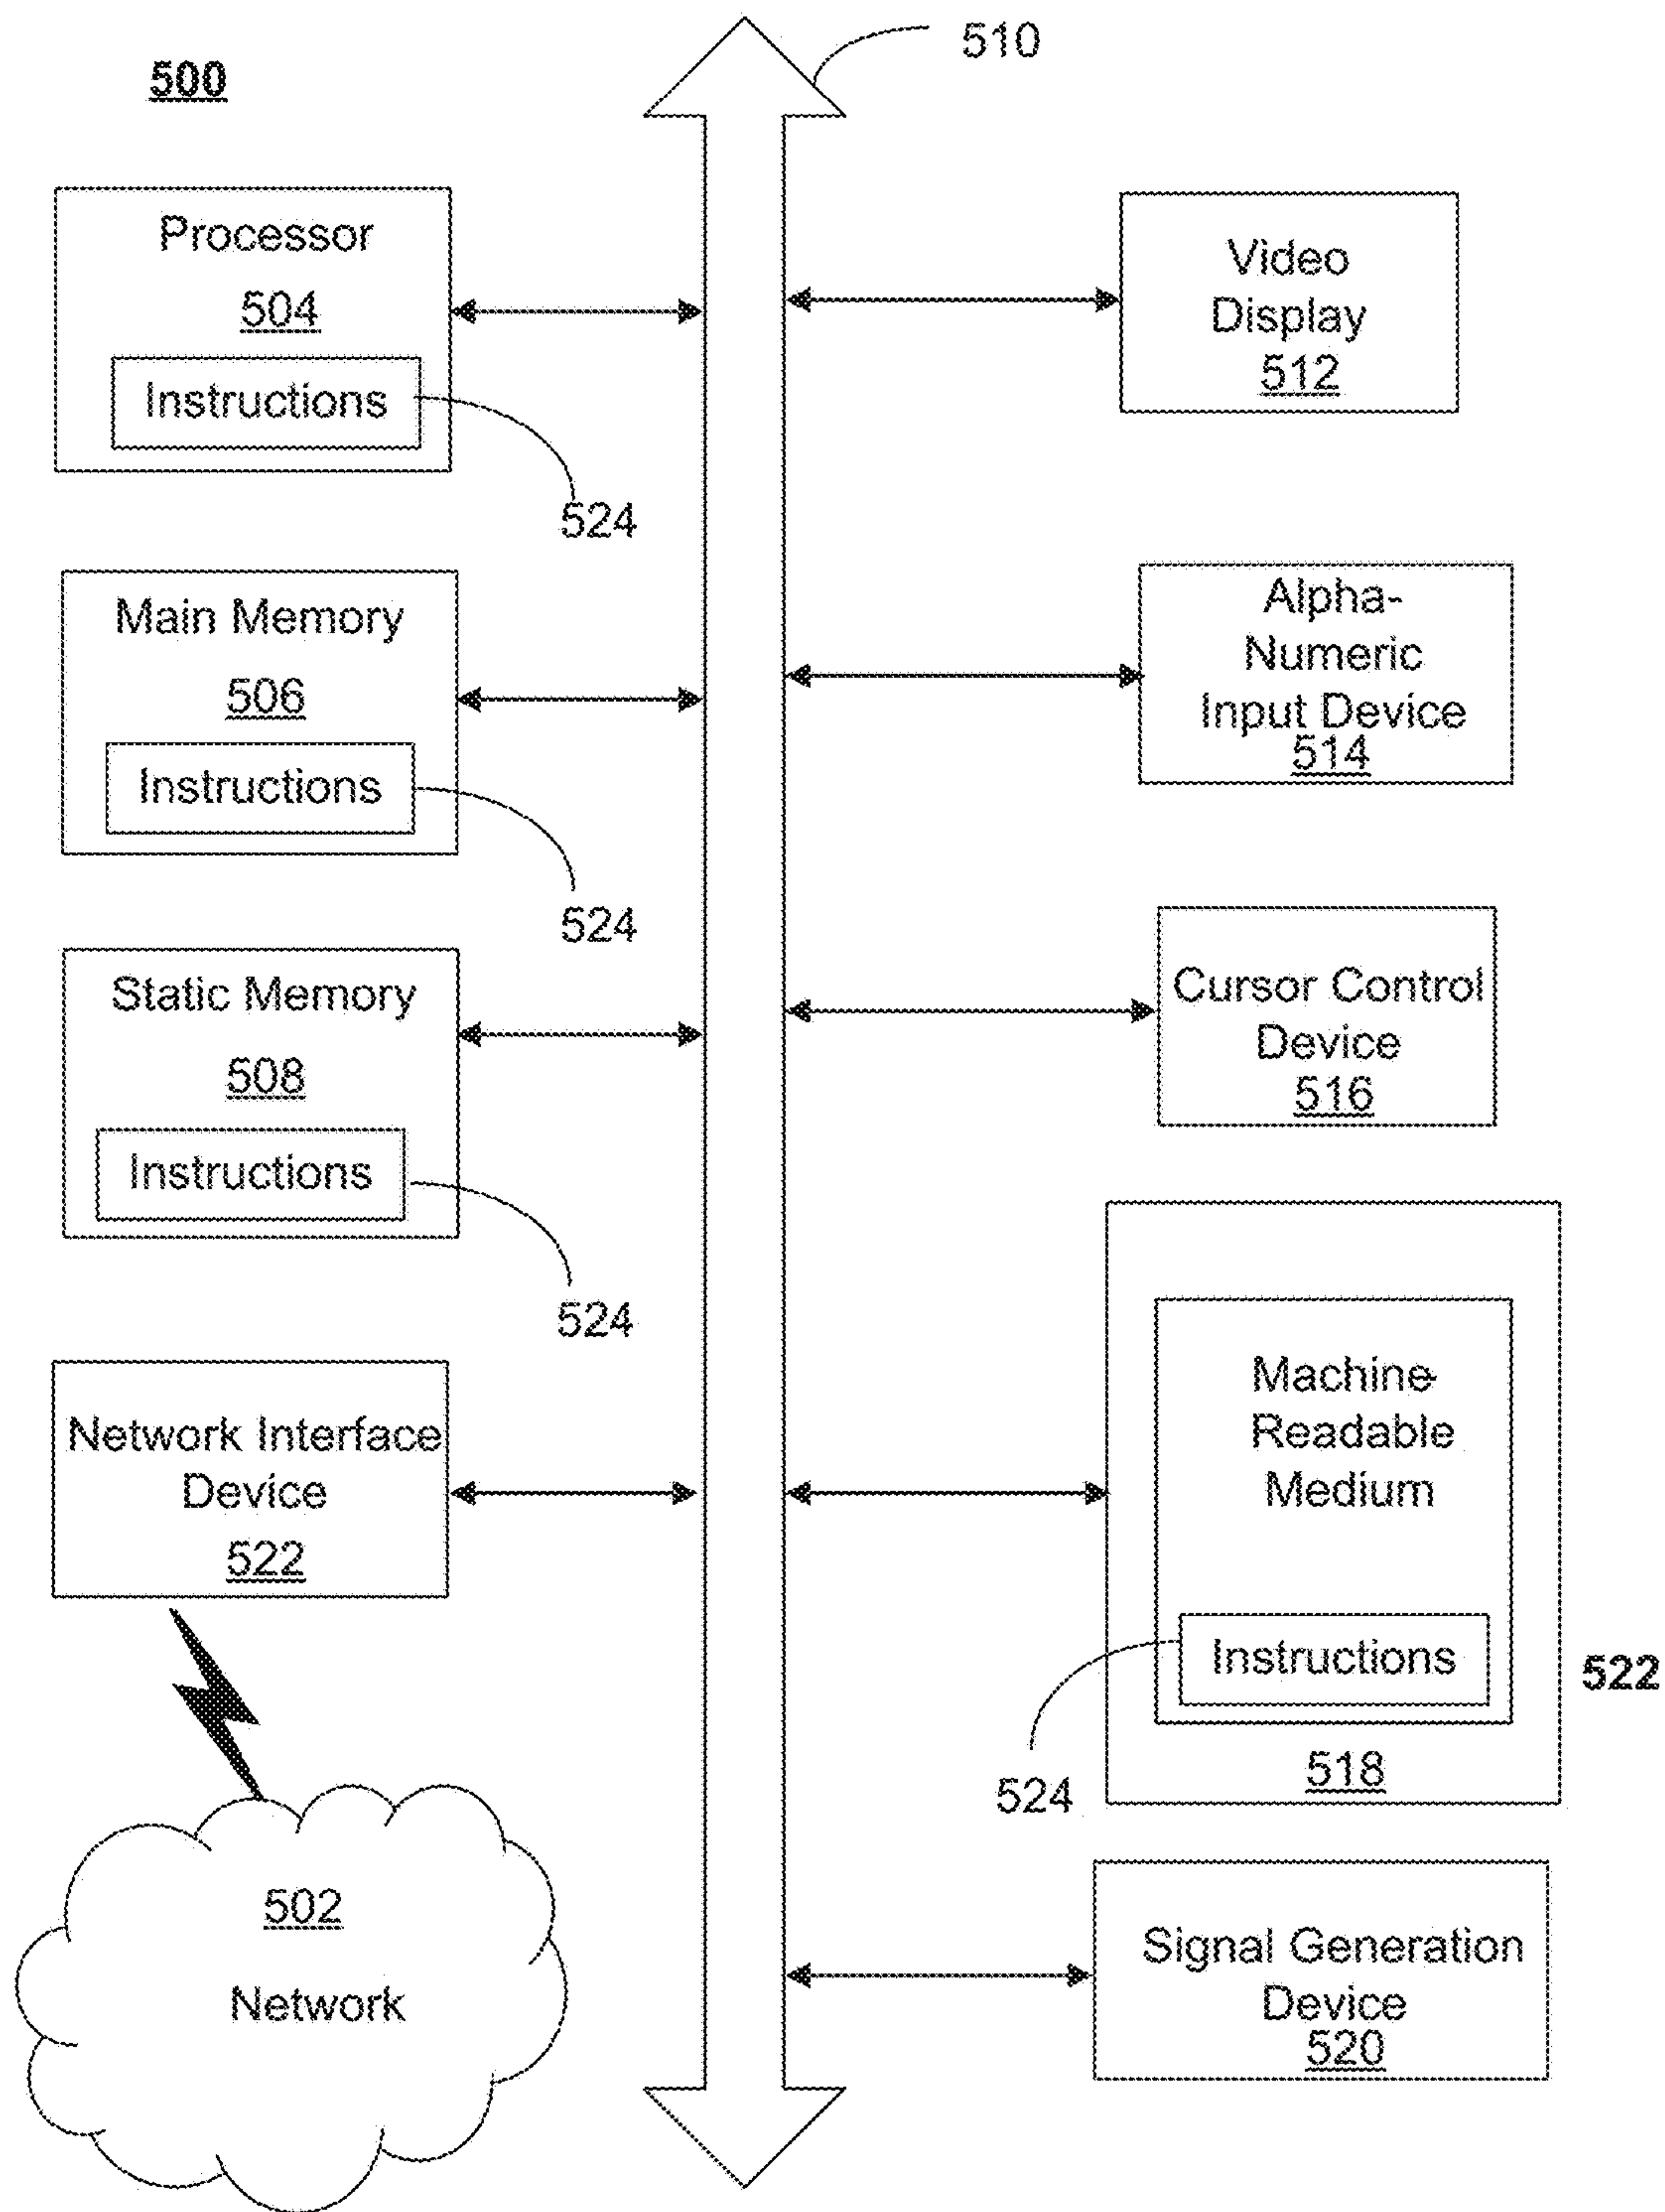 500
510
Processor
504
Instructions
524
Main Memory
506
Instructions
524
Static Memory
508
Instructions
524
Network Interface
Device
522
502
Network
Video
Display
512
Alpha-
Numeric
Input Device
514
Cursor Control
Device
516
Machine-
Readable
Medium
Instructions
524
518
522
Signal Generation
Device
520